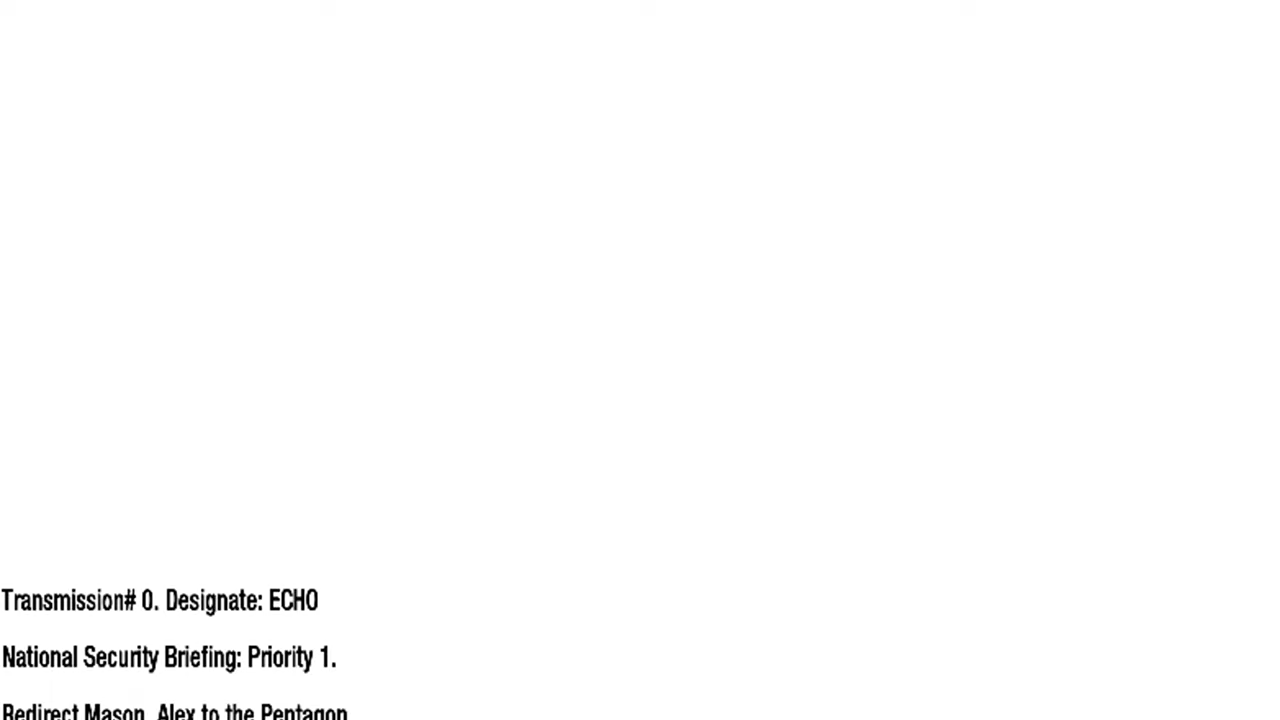 Transmission# 0. Designate: ECHO
National Security Briefing: Priority 1.
Redirect Mason, Alex to the Pentagon